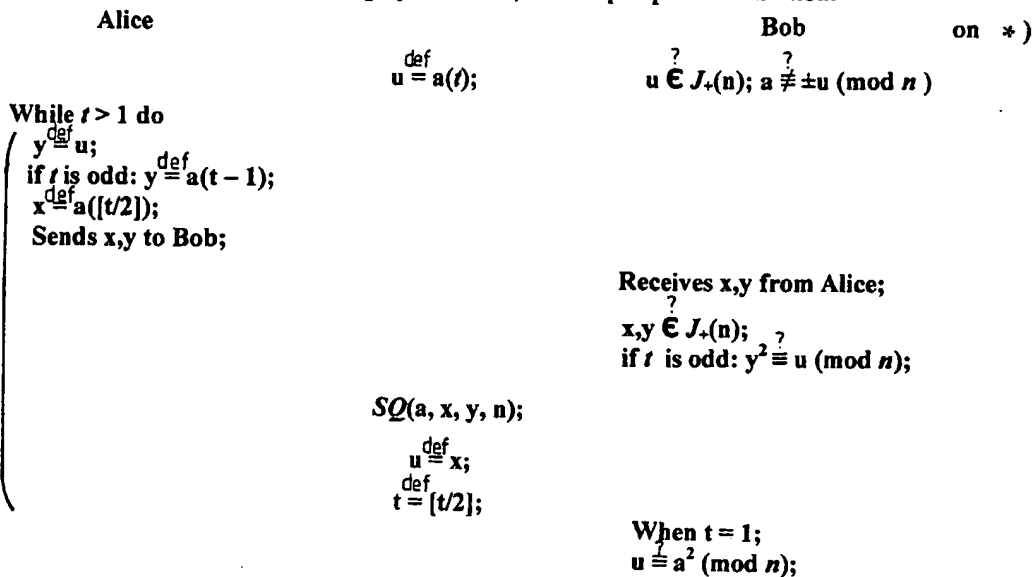 Alice
Bob on *)
u def= a(t);
u ?∈ J₊(n); a ?≢ ±u (mod n )
While t > 1 do
y def= u;
if t is odd: y def= a(t – 1);
x def= a([t/2]);
Sends x,y to Bob;
Receives x,y from Alice;
x,y ?∈ J₊(n);
if t is odd: y² ?≡ u (mod n);
SQ(a, x, y, n);
u def= x;
t def= [t/2];
When t = 1;
u ?≡ a² (mod n);